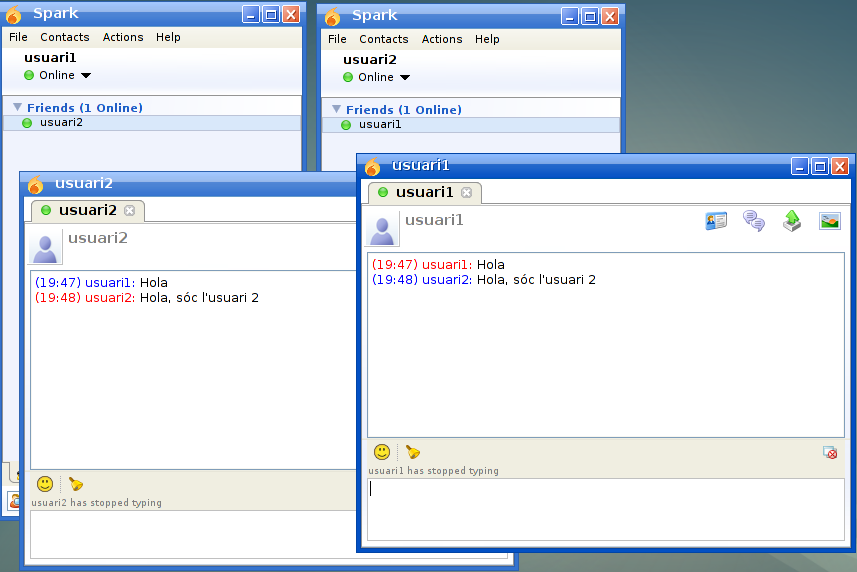 Spark
File Contacts Actions Help
usuari1
Online
Friends (1 Online)
usuari2
Spark
File Contacts Actions Help
usuari2
Online
Friends (1 Online)
usuari1
usuari2
usuari2
usuari2
(19:47) usuari1: Hola
(19:48) usuari2: Hola, sóc l'usuari 2
usuari2 has stopped typing
usuari1
usuari1
usuari1
(19:47) usuari1: Hola
(19:48) usuari2: Hola, sóc l'usuari 2
usuari1 has stopped typing